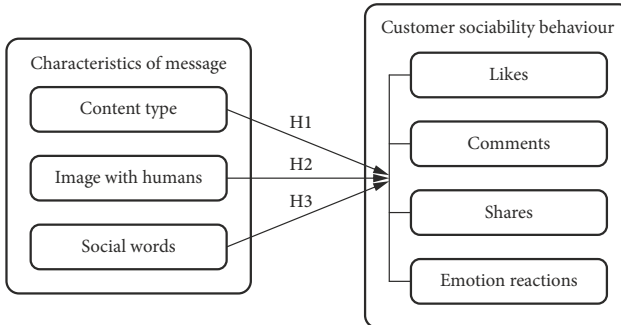 Customer sociability behaviour
Characteristics of message
Content type
Image with humans
Social words
H1
H2
H3
Likes
Comments
Shares
Emotion reactions